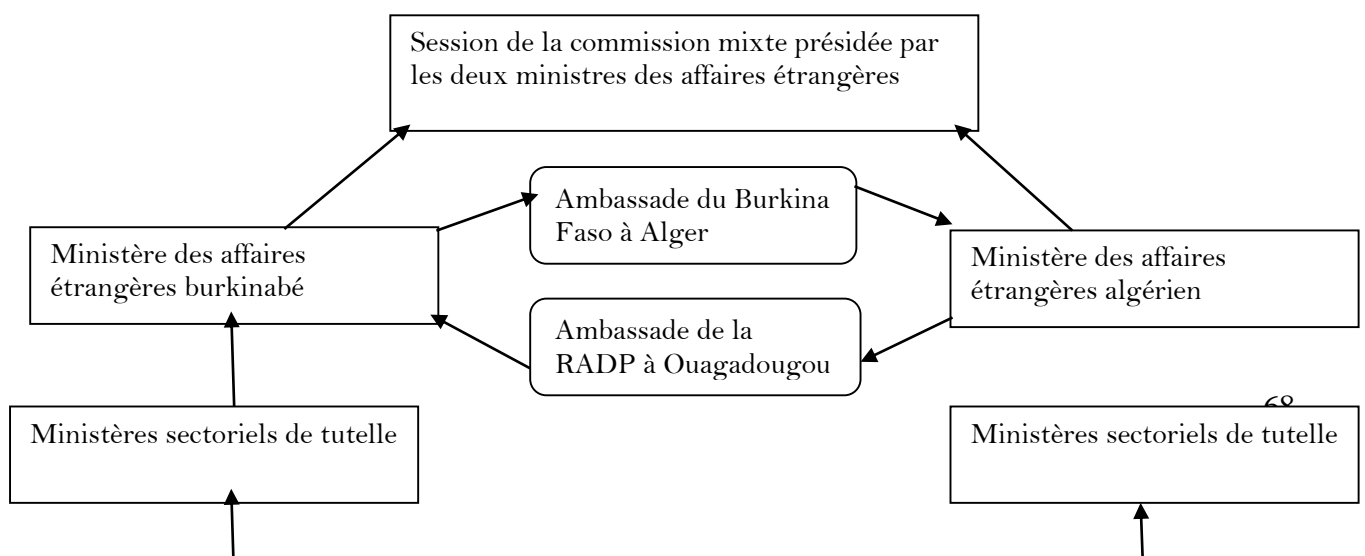 Session de la commission mixte présidée par
les deux ministres des affaires étrangères
Ambassade du Burkina
Faso à Alger
Ministère des affaires
étrangères burkinabé
Ministère des affaires
étrangères algérien
Ambassade de la
RADP à Ouagadougou
68
Ministères sectoriels de tutelle
Ministères sectoriels de tutelle